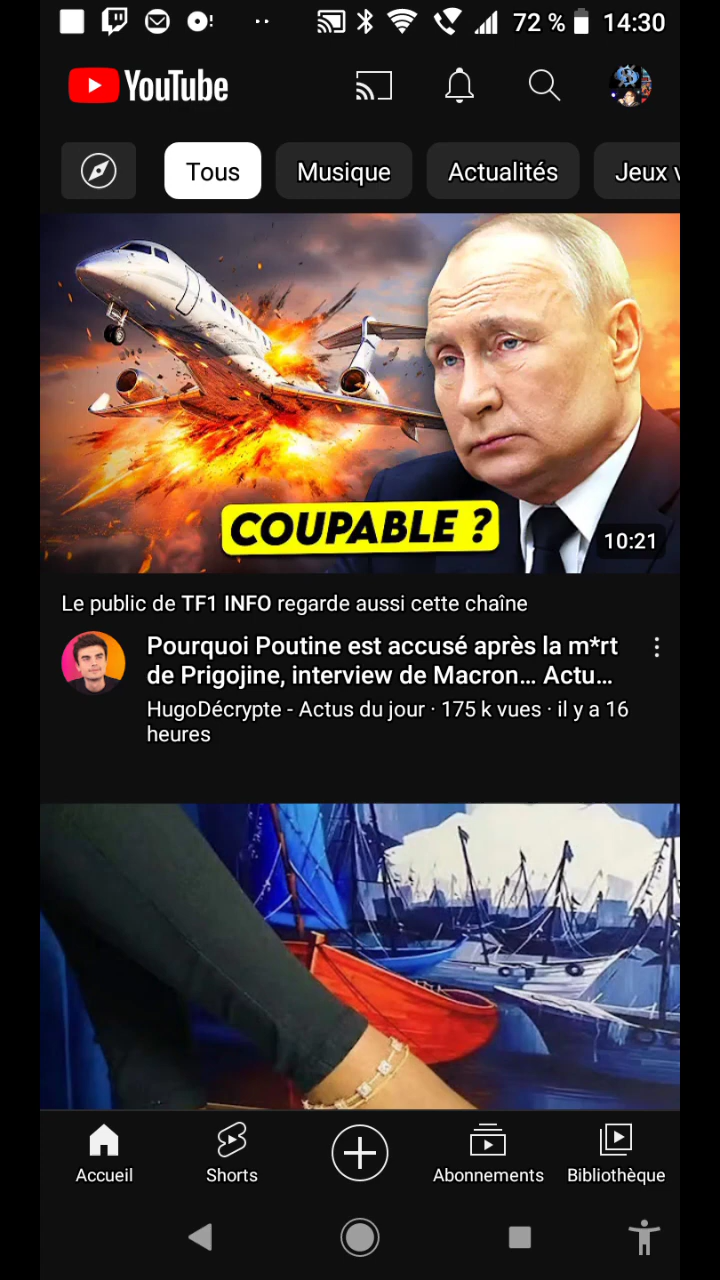 72 % 14:30
YouTube
Tous Musique Actualités Jeux v
COUPABLE ?
10:21
Le public de TF1 INFO regarde aussi cette chaîne
Pourquoi Poutine est accusé après la m*rt
de Prigojine, interview de Macron... Actu...
HugoDécrypte - Actus du jour · 175 k vues · il y a 16
heures
Accueil Shorts Abonnements Bibliothèque